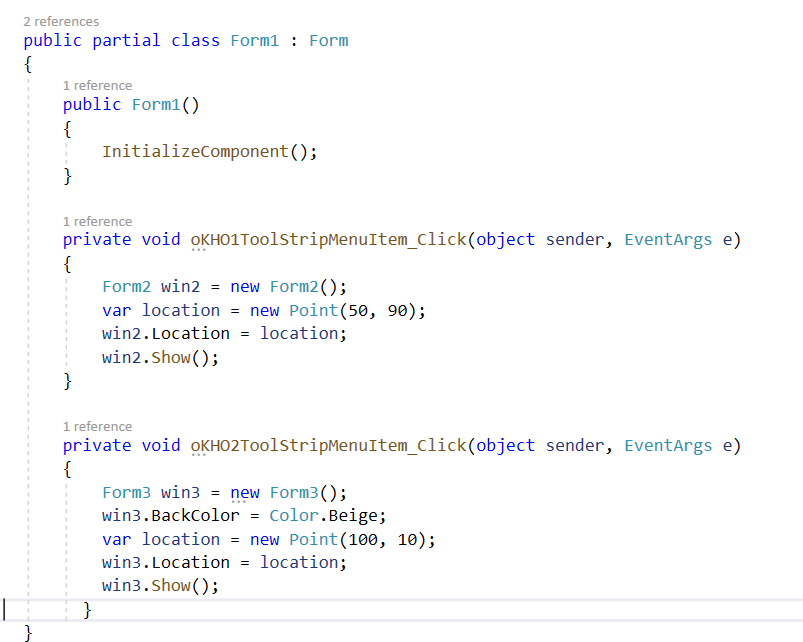 2 references
public partial class Form1 : Form
{
1 reference
public Form1()
{
InitializeComponent();
}
1 reference
private void oKHO1ToolStripMenuItem_Click(object sender, EventArgs e)
{
Form2 win2 = new Form2();
var location = new Point(50, 90);
win2.Location = location;
win2.Show();
}
1 reference
private void oKHO2ToolStripMenuItem_Click(object sender, EventArgs e)
{
Form3 win3 = new Form3();
win3.BackColor = Color.Beige;
var location = new Point(100, 10);
win3.Location = location;
win3.Show();
}
}